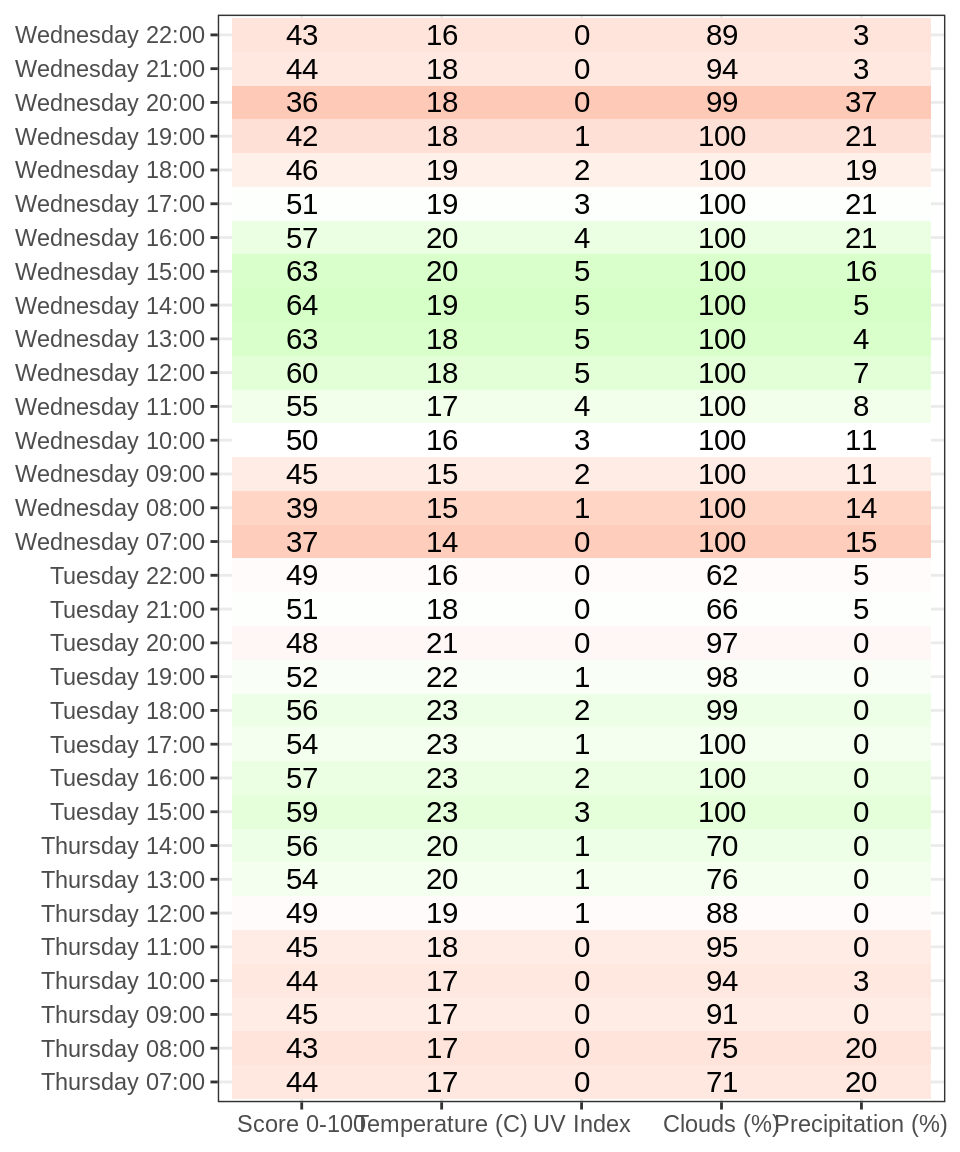 Wednesday 22:00 43 16 0 89 3
Wednesday 21:00 44 18 0 94 3
Wednesday 20:00 36 18 0 99 37
Wednesday 19:00 42 18 1 100 21
Wednesday 18:00 46 19 2 100 19
Wednesday 17:00 51 19 3 100 21
Wednesday 16:00 57 20 4 100 21
Wednesday 15:00 63 20 5 100 16
Wednesday 14:00 64 19 5 100 5
Wednesday 13:00 63 18 5 100 4
Wednesday 12:00 60 18 5 100 7
Wednesday 11:00 55 17 4 100 8
Wednesday 10:00 50 16 3 100 11
Wednesday 09:00 45 15 2 100 11
Wednesday 08:00 39 15 1 100 14
Wednesday 07:00 37 14 0 100 15
Tuesday 22:00 49 16 0 62 5
Tuesday 21:00 51 18 0 66 5
Tuesday 20:00 48 21 0 97 0
Tuesday 19:00 52 22 1 98 0
Tuesday 18:00 56 23 2 99 0
Tuesday 17:00 54 23 1 100 0
Tuesday 16:00 57 23 2 100 0
Tuesday 15:00 59 23 3 100 0
Thursday 14:00 56 20 1 70 0
Thursday 13:00 54 20 1 76 0
Thursday 12:00 49 19 1 88 0
Thursday 11:00 45 18 0 95 0
Thursday 10:00 44 17 0 94 3
Thursday 09:00 45 17 0 91 0
Thursday 08:00 43 17 0 75 20
Thursday 07:00 44 17 0 71 20
Score 0-100 Temperature (C) UV Index Clouds (%) Precipitation (%)